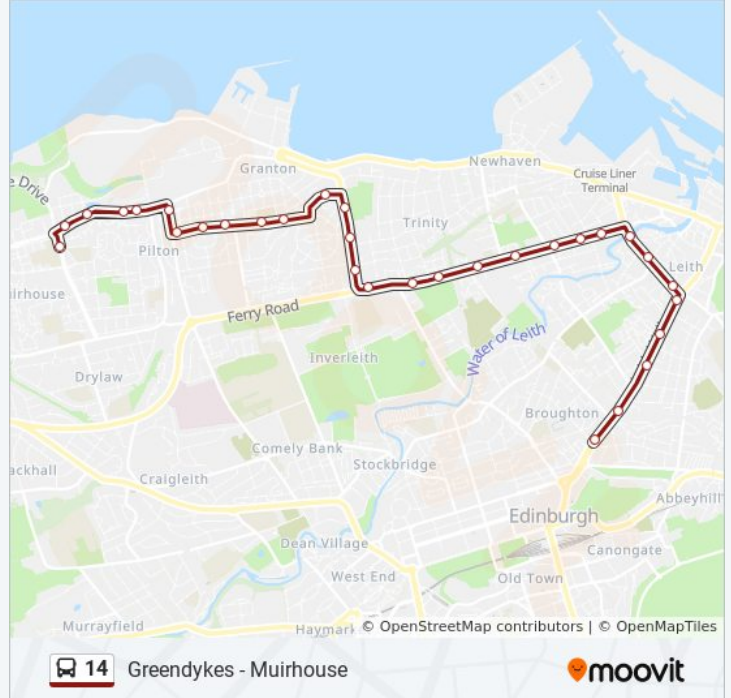 Granton
Newhaven
Cruise Liner
Terminal
e Drive
Trinity
Pilton
Leith
uirhouse
Ferry Road
Water of Leith
Inverleith
Drylaw
Broughton
Comely Bank
Stockbridge
ackhall
Craigleith
Abbeyhill
Edinburgh
Dean Village
Canongate
West End
Old Town
Murrayfield
Haymark
© OpenStreetMap contributors | © OpenMapTiles
14 Greendykes - Muirhouse
moovit